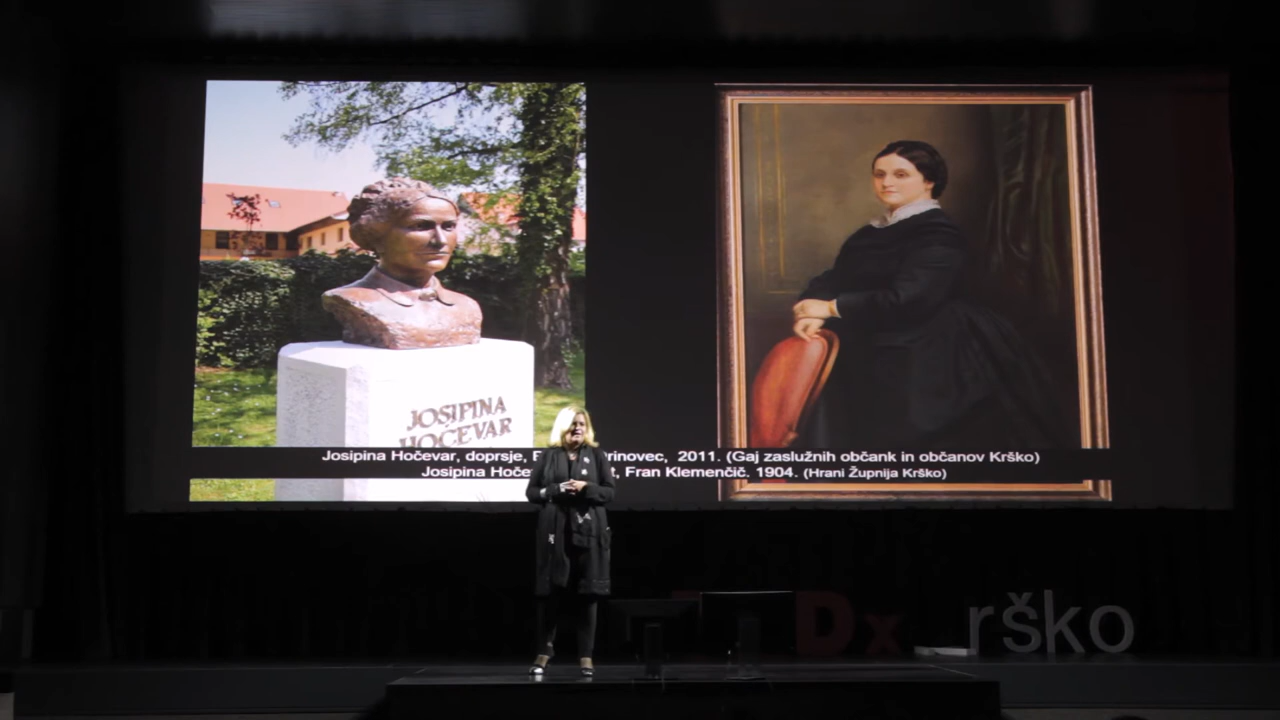 JOSIPINA
HOČEVAR
Josipina Hočevar, doprsje, rinovec, 2011. (Gaj zaslužnih občank in občanov Krško)
Josipina Fran Klemenčič. 1904. (Hrani Župnija Krško)
Dx rško